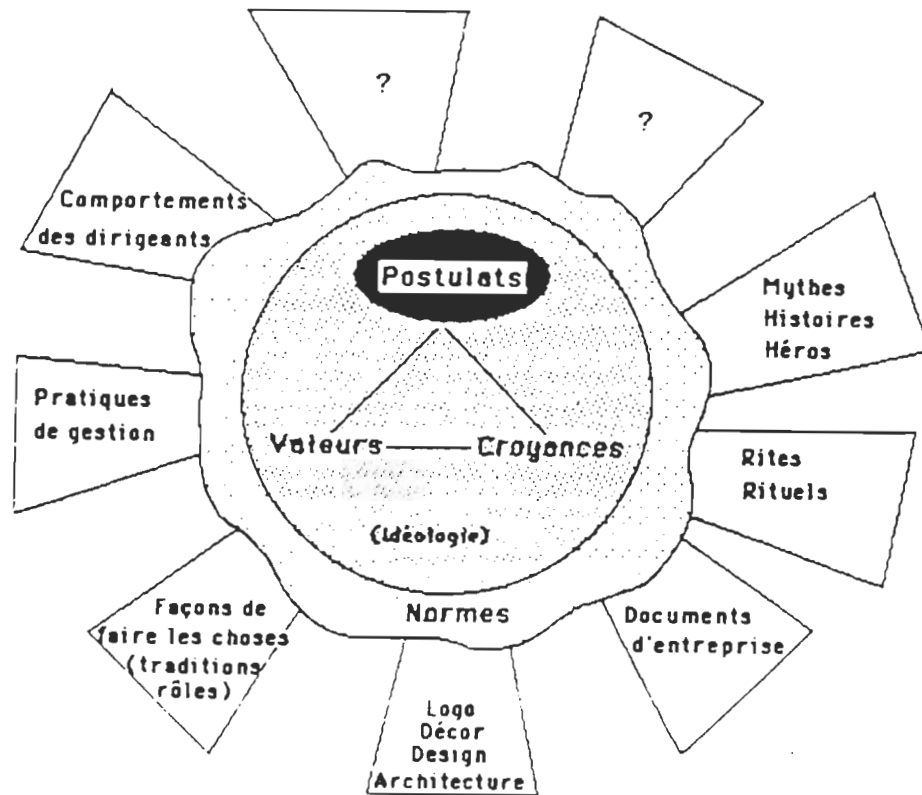 ?
?
Comportements
des dirigeants
Postulats
Mythes
Histoires
Héros
Pratiques
de gestion
Valeurs
Croyances
Rites
Rituels
(idéologie)
Normes
Façons de
faire les choses
(traditions
rôles)
Documents
d'entreprise
Logo
Décor
Design
Architecture